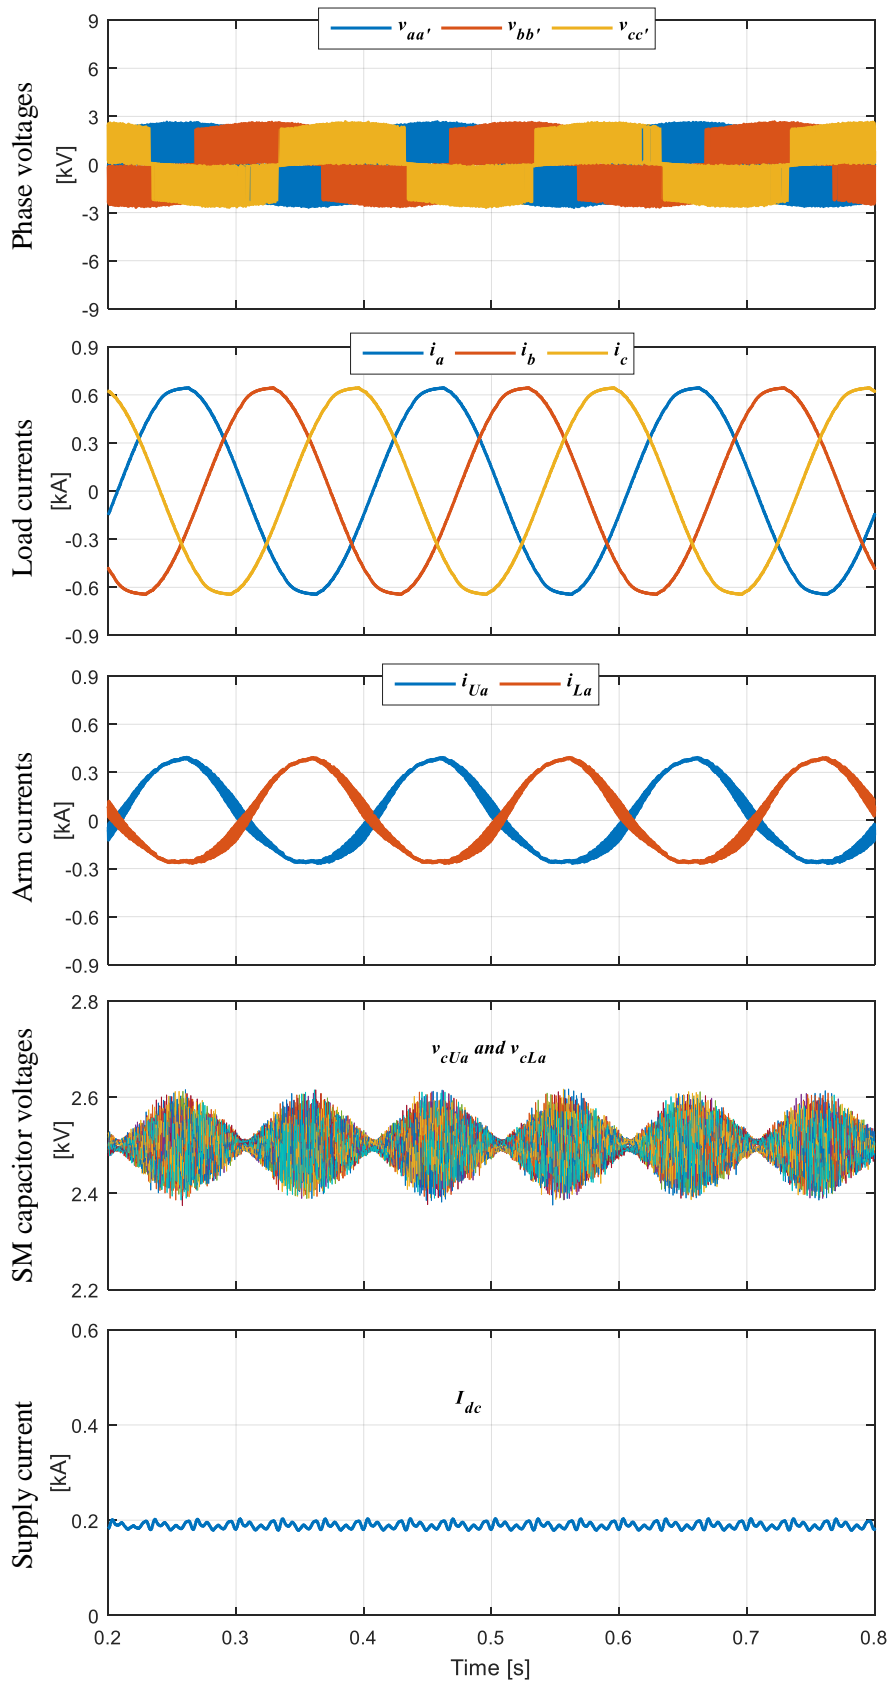 v_aa' v_bb' v_cc'
9
6
3
0
-3
-6
-9
Phase voltages
[kV]
i_a i_b i_c
0.9
0.6
0.3
0
-0.3
-0.6
-0.9
Load currents
[kA]
i_Ua i_La
0.9
0.6
0.3
0
-0.3
-0.6
-0.9
Arm currents
[kA]
v_cUa and v_cLa
2.8
2.6
2.4
2.2
SM capacitor voltages
[kV]
I_dc
0.6
0.4
0.2
0
Supply current
[kA]
0.2 0.3 0.4 0.5 0.6 0.7 0.8
Time [s]